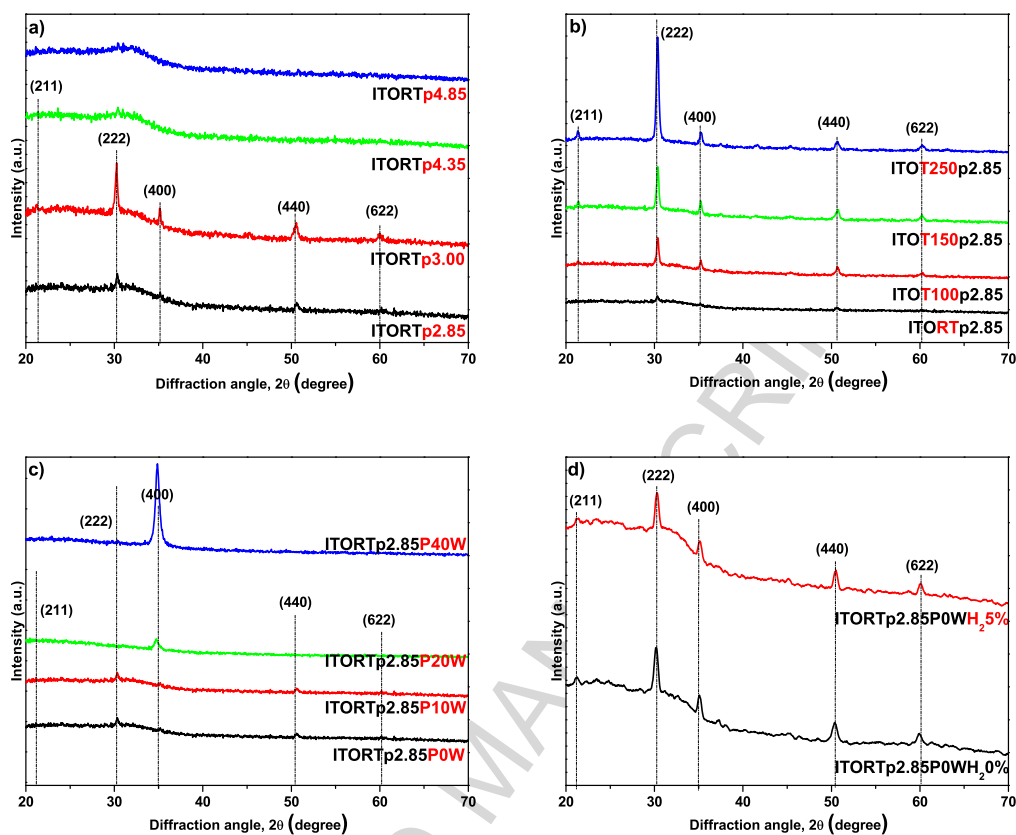 a)
ITORTp4.85
(211)
ITORTp4.35
(222)
(400)
(440)
(622)
ITORTp3.00
ITORTp2.85
Intensity (a.u.)
20 30 40 50 60 70
Diffraction angle, 2θ (degree)
b)
(222)
(211)
(400)
(440)
(622)
ITOT250p2.85
ITOT150p2.85
ITOT100p2.85
ITORTp2.85
Intensity (a.u.)
20 30 40 50 60 70
Diffraction angle, 2θ (degree)
c)
(400)
(222)
ITORTp2.85P40W
(211)
(440)
(622)
ITORTp2.85P20W
ITORTp2.85P10W
ITORTp2.85P0W
Intensity (a.u.)
20 30 40 50 60 70
Diffraction angle, 2θ (degree)
d)
(222)
(211)
(400)
(440)
(622)
ITORTp2.85P0WH₂5%
ITORTp2.85P0WH₂0%
Intensity (a.u.)
20 30 40 50 60 70
Diffraction angle, 2θ (degree)